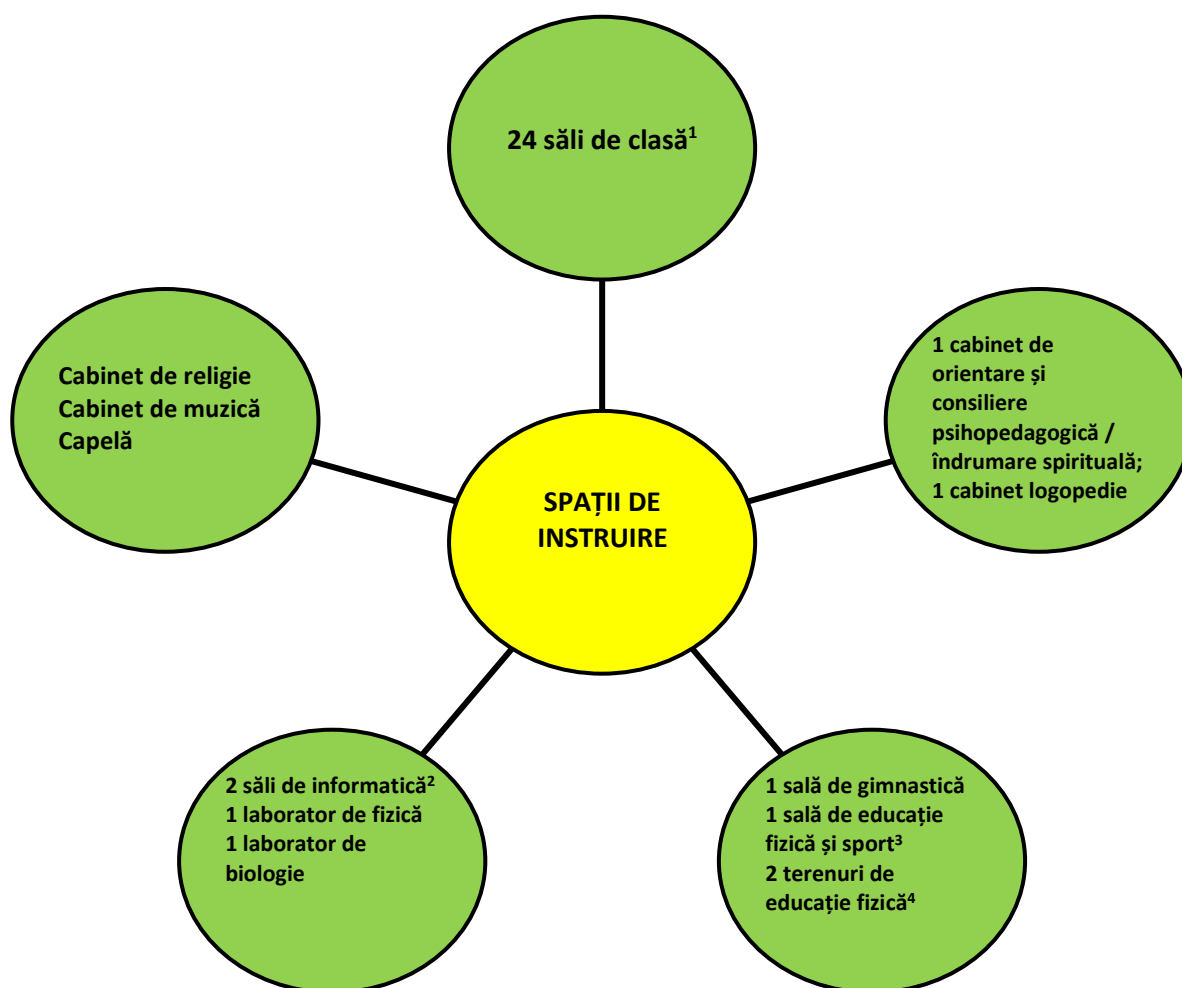 24 săli de clasă¹
Cabinet de religie
Cabinet de muzică
Capelă
1 cabinet de
orientare și
consiliere
psihopedagogică /
îndrumare spirituală;
1 cabinet logopedie
SPAȚII DE
INSTRUIRE
2 săli de informatică²
1 laborator de fizică
1 laborator de
biologie
1 sală de gimnastică
1 sală de educație
fizică și sport³
2 terenuri de
educație fizică⁴